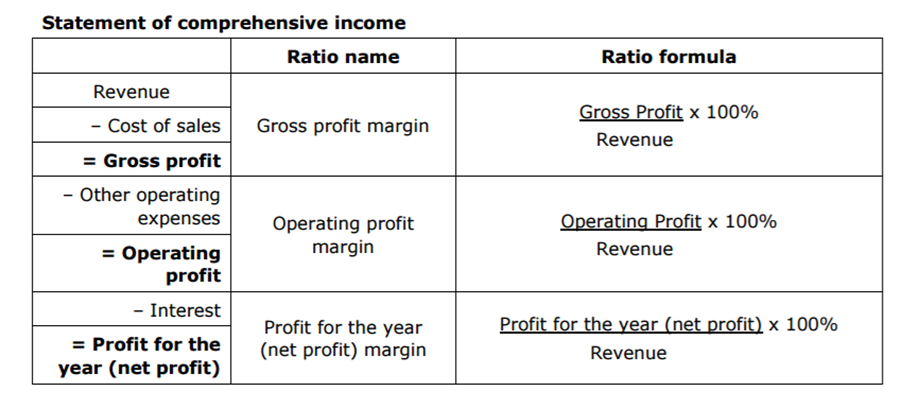 Statement of comprehensive income
Ratio name
Ratio formula
Revenue
– Cost of sales
= Gross profit
Gross profit margin
Gross Profit x 100%
Revenue
– Other operating
expenses
= Operating
profit
Operating profit
margin
Operating Profit x 100%
Revenue
– Interest
= Profit for the
year (net profit)
Profit for the year
(net profit) margin
Profit for the year (net profit) x 100%
Revenue